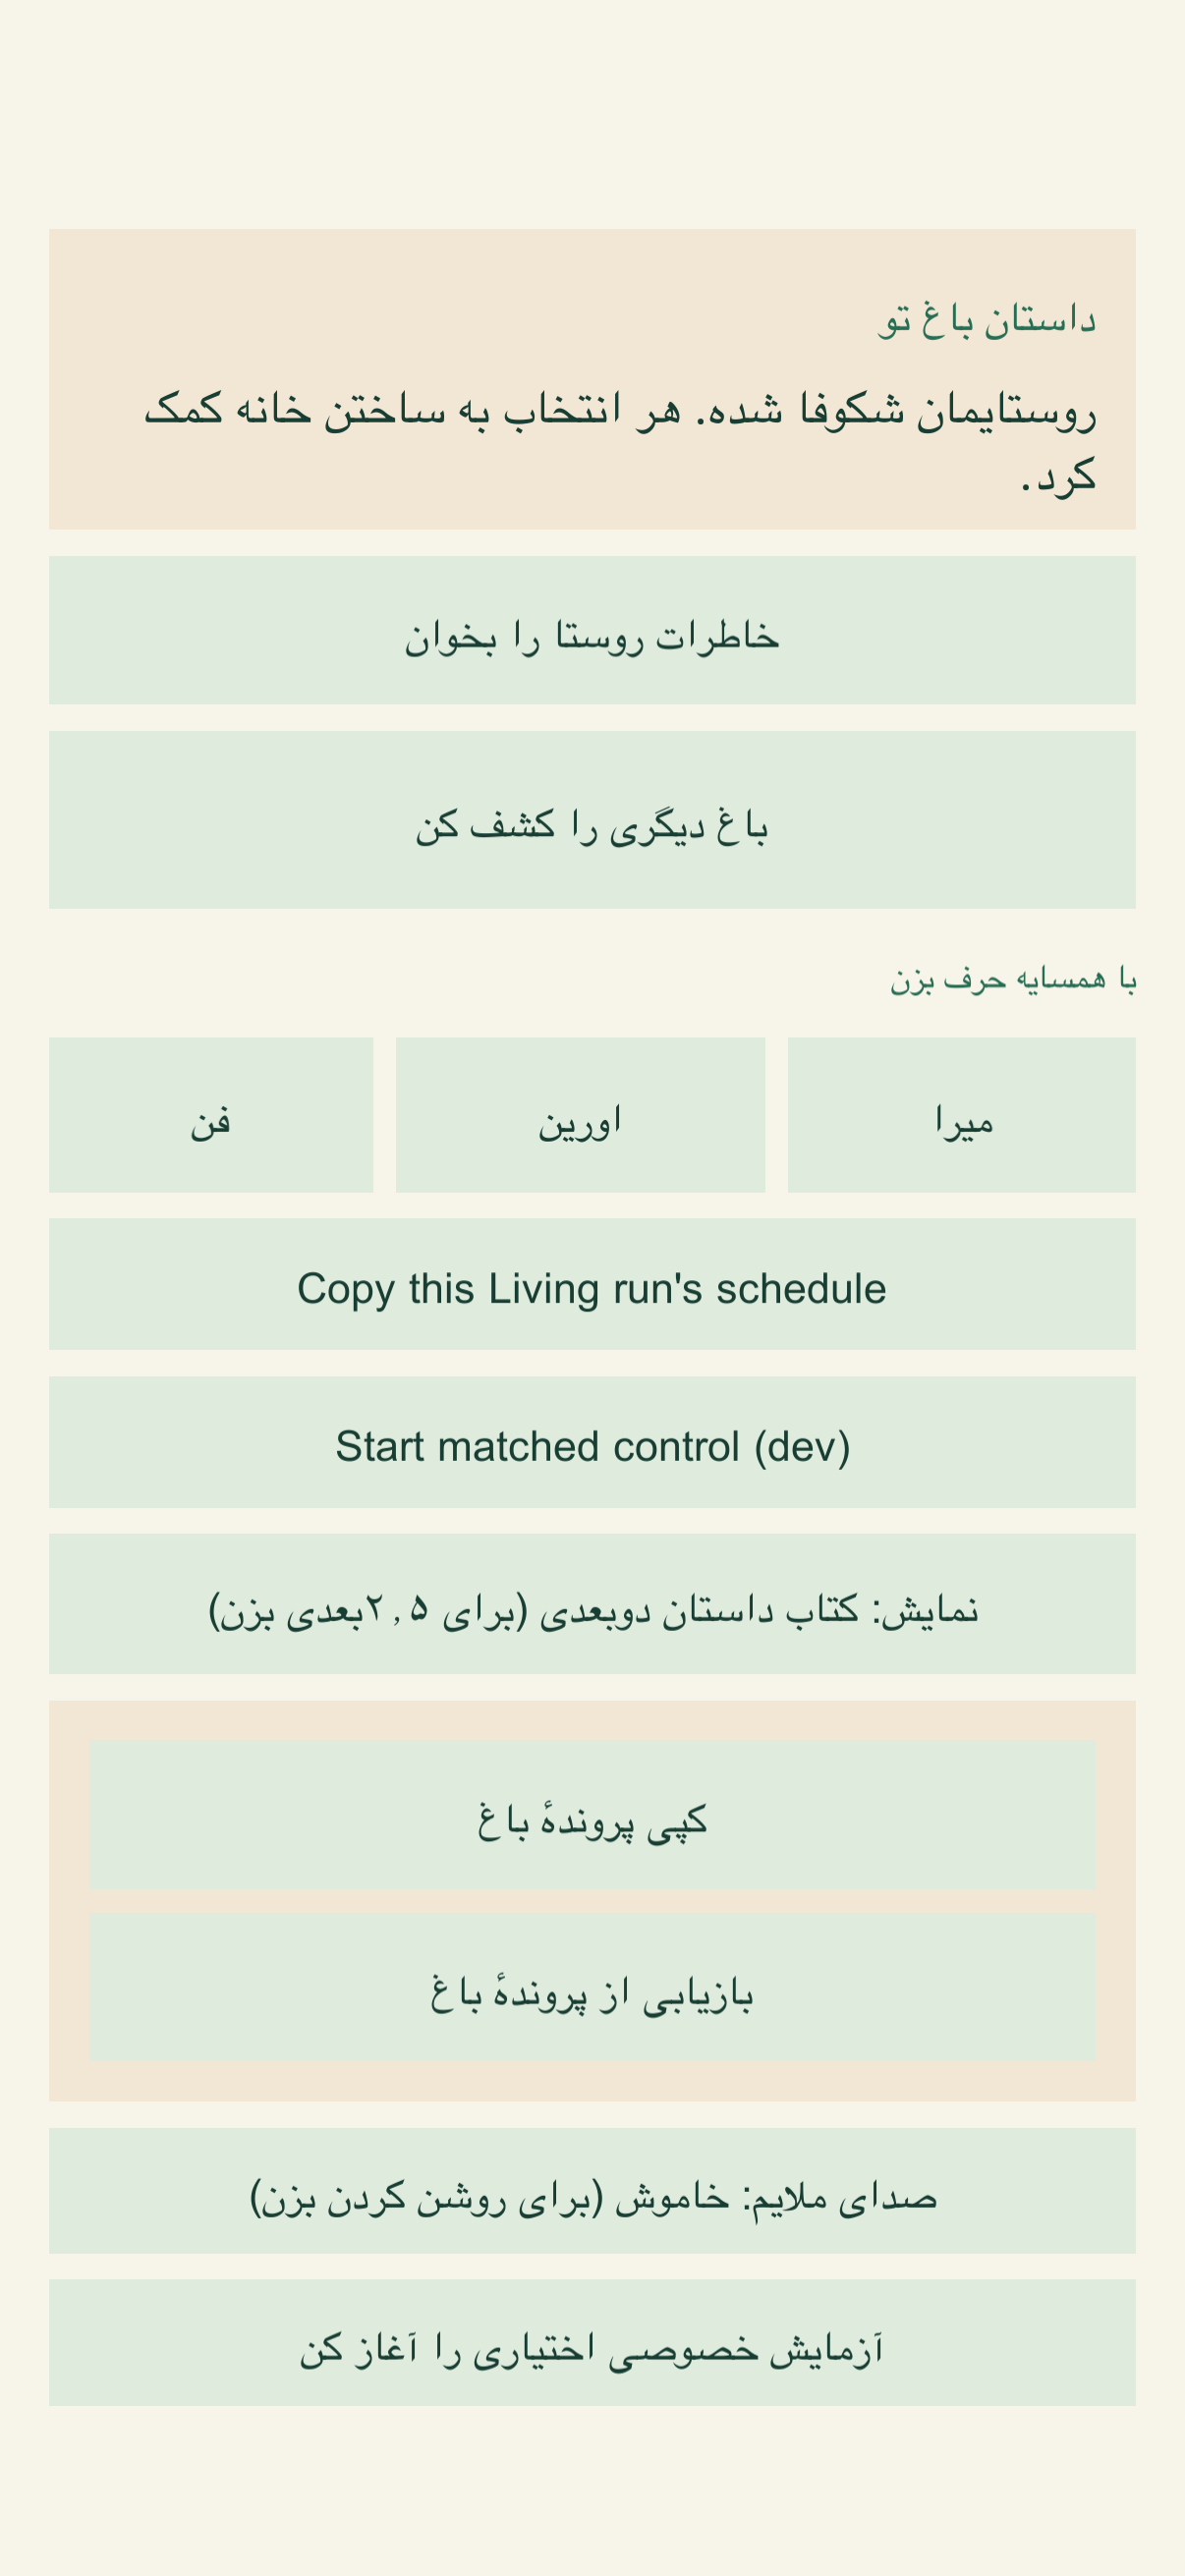 داستان باغ تو
روستایمان شکوفا شده. هر انتخاب به ساختن خانه کمک
کرد.
خاطرات روستا را بخوان
باغ دیگری را کشف کن
با همسایه حرف بزن
میرا
اورین
فن
Copy this Living run's schedule
Start matched control (dev)
نمایش: کتاب داستان دوبعدی (برای ۲٫۵بعدی بزن)
کپی پروندهٔ باغ
بازیابی از پروندهٔ باغ
صدای ملایم: خاموش (برای روشن کردن بزن)
آزمایش خصوصی اختیاری را آغاز کن